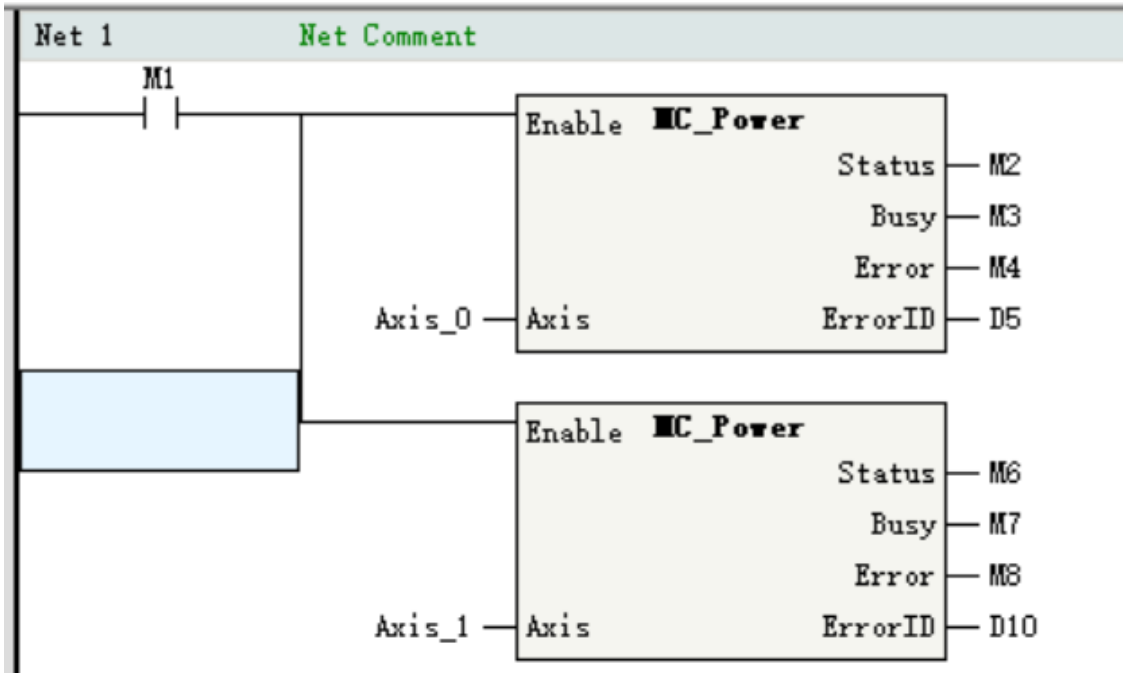 Net 1 Net Comment
M1
Enable MC_Power
Status M2
Busy M3
Error M4
Axis_0 Axis ErrorID D5
Enable MC_Power
Status M6
Busy M7
Error M8
Axis_1 Axis ErrorID D10